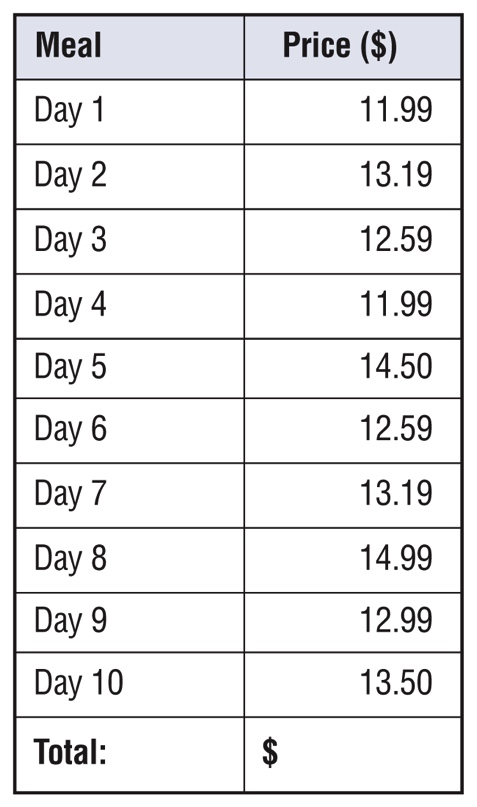 Meal Price ($)
Day 1 11.99
Day 2 13.19
Day 3 12.59
Day 4 11.99
Day 5 14.50
Day 6 12.59
Day 7 13.19
Day 8 14.99
Day 9 12.99
Day 10 13.50
Total: $